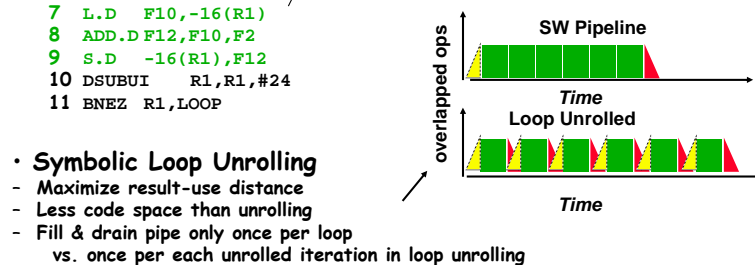 7 L.D F10,-16(R1)
8 ADD.D F12,F10,F2
9 S.D -16(R1),F12
10 DSUBUI R1,R1,#24
11 BNEZ R1,LOOP
• Symbolic Loop Unrolling
- Maximize result-use distance
- Less code space than unrolling
- Fill & drain pipe only once per loop
vs. once per each unrolled iteration in loop unrolling
overlapped ops
SW Pipeline
Time
Loop Unrolled
Time